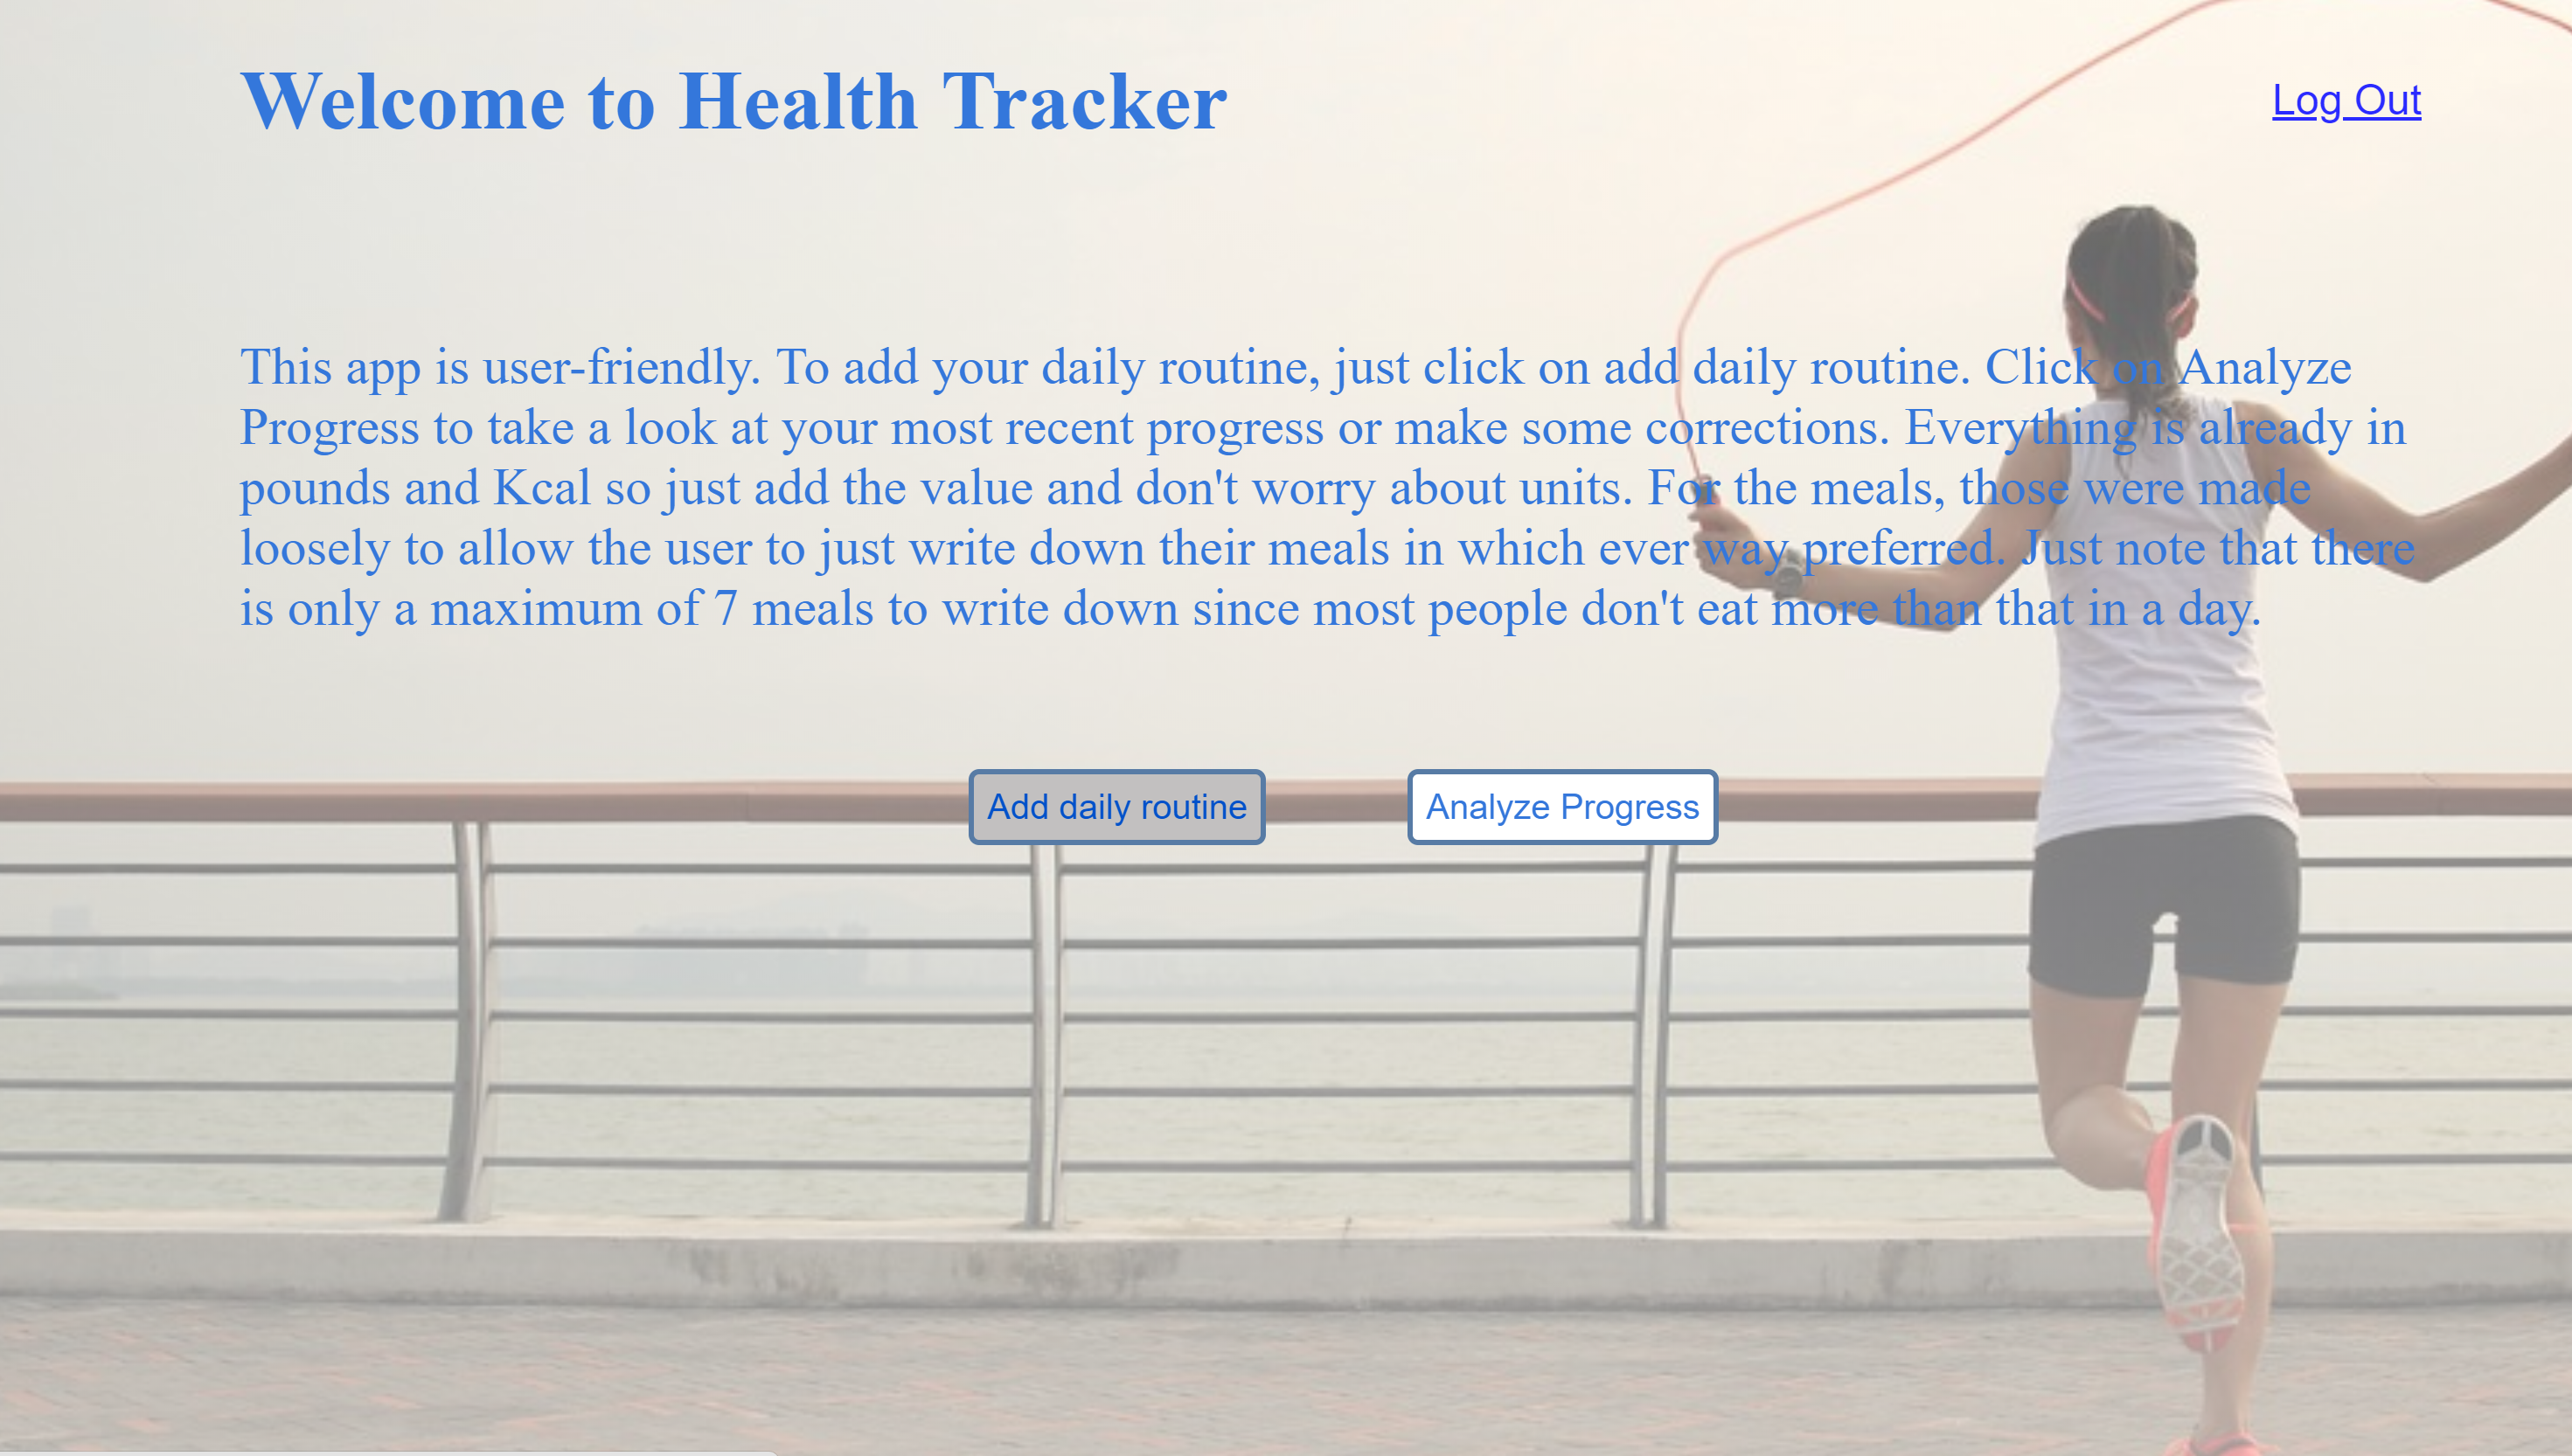 Welcome to Health Tracker
Log Out
This app is user-friendly. To add your daily routine, just click on add daily routine. Click on Analyze
Progress to take a look at your most recent progress or make some corrections. Everything is already in
pounds and Kcal so just add the value and don't worry about units. For the meals, those were made
loosely to allow the user to just write down their meals in which ever way preferred. Just note that there
is only a maximum of 7 meals to write down since most people don't eat more than that in a day.
Add daily routine
Analyze Progress